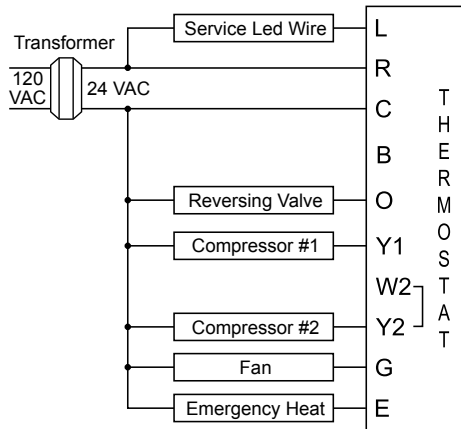 Service Led Wire
L
Transformer
R
120
VAC
24 VAC
C
B
Reversing Valve
O
Compressor #1
Y1
W2
Compressor #2
Y2
Fan
G
Emergency Heat
E
THERMOSTAT